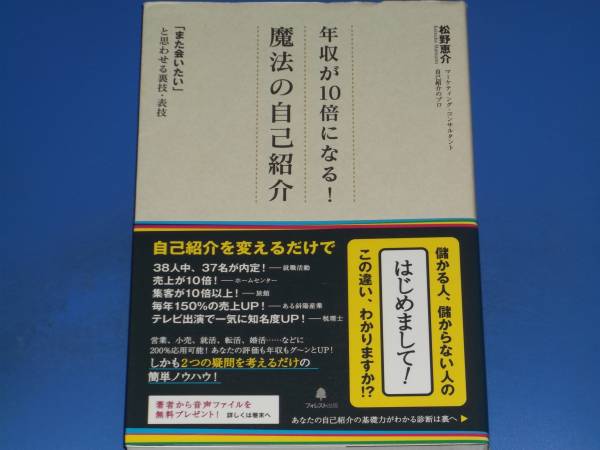 年収が10倍になる！
魔法の自己紹介
「また会いたい」
と思わせる裏技・表技
松野恵介
マーケティング・コンサルタント
自己紹介のプロ
儲かる人、儲からない人の
はじめまして！
この違い、わかりますか!?
自己紹介を変えるだけで
38人中、37名が内定！──就職活動
売上が10倍！──ホームセンター
集客が10倍以上！──旅館
毎年150％の売上UP！──ある斜陽産業
テレビ出演で一気に知名度UP！──税理士
営業、小売、就活、転活、婚活……などに
200％応用可能！あなたの評価も年収もグーンとUP！
しかも2つの疑問を考えるだけの
簡単ノウハウ！
著者から音声ファイルを
無料プレゼント！ 詳しくは巻末へ
フォレスト出版
あなたの自己紹介の基礎力がわかる診断は裏へ